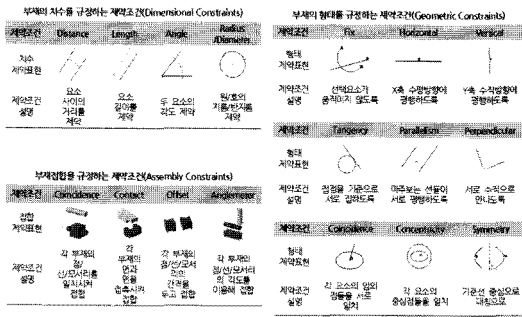 부재의 치수를 규정하는 제약조건(Dimensional Constraints)
제약조건 Distance Length Angle Radius /Diameter
치수 제약표현
제약조건 설명
요소 사이의 거리를 제약
요소 길이를 제약
두 요소의 각도 제약
원/호의 지름/반지름 제약
부재접합을 규정하는 제약조건(Assembly Constraints)
제약조건 Coincidence Contact Offset Anglemeter
접합 제약표현
제약조건 설명
각 부재의 점/선/모서리를 일치시켜 접합
각 부재의 면과 면을 접촉시켜 접합
각 부재의 점/선/모서리의 간격을 두고 접합
각 부재의 점/선/모서리의 각도를 이용해 접합
부재의 형태를 규정하는 제약조건(Geometric Constraints)
제약조건 Fix Horizontal Vertical
형태 제약표현
제약조건 설명
선택요소가 움직이지 않도록
X축 수평방향에 평행하도록
Y축 수직방향에 평행하도록
제약조건 Tangency Parallelism Perpendicular
형태 제약표현
제약조건 설명
접점을 기준으로 서로 접하도록
마주보는 선들이 서로 평행하도록
서로 수직으로 만나도록
제약조건 Coincidence Concentricity Symmetry
형태 제약표현
제약조건 설명
각 요소의 임의 점들을 서로 일치
각 요소의 중심점들을 일치
기준선 중심으로 대칭으로